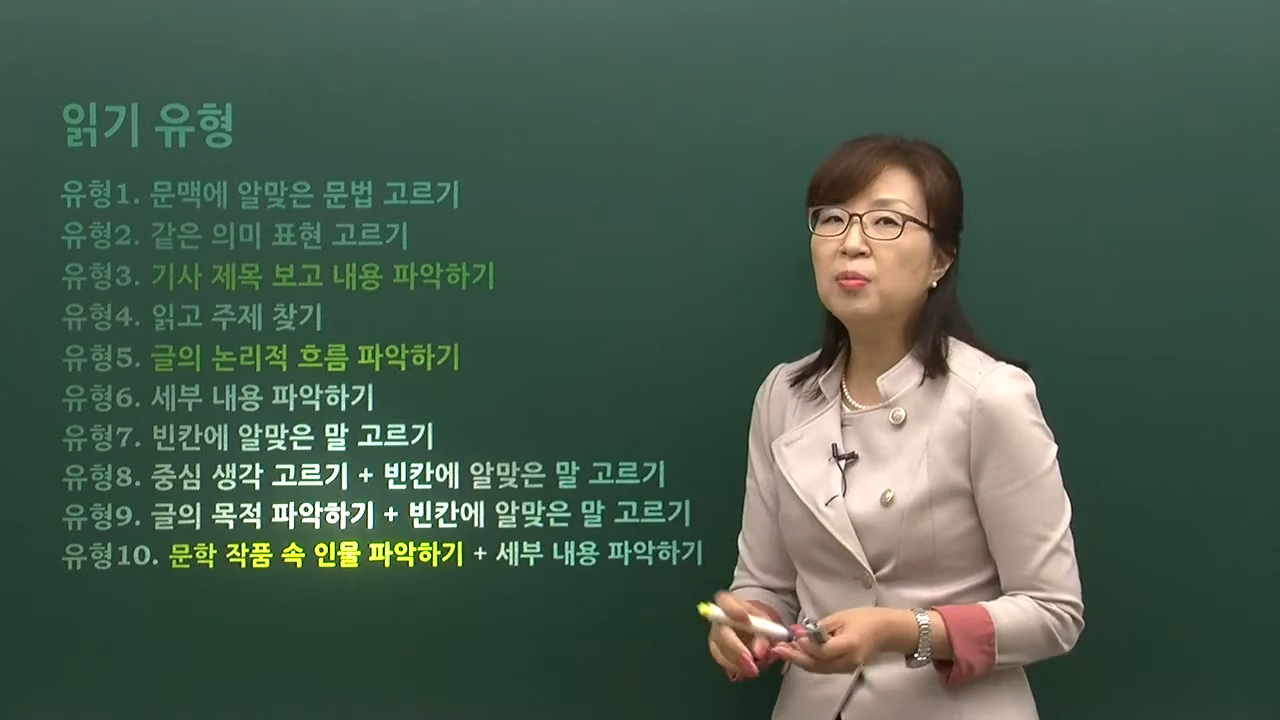 읽기 유형
유형1. 문맥에 알맞은 문법 고르기
유형2. 같은 의미 표현 고르기
유형3. 기사 제목 보고 내용 파악하기
유형4. 읽고 주제 찾기
유형5. 글의 논리적 흐름 파악하기
유형6. 세부 내용 파악하기
유형7. 빈칸에 알맞은 말 고르기
유형8. 중심 생각 고르기 + 빈칸에 알맞은 말 고르기
유형9. 글의 목적 파악하기 + 빈칸에 알맞은 말 고르기
유형10. 문학 작품 속 인물 파악하기 + 세부 내용 파악하기